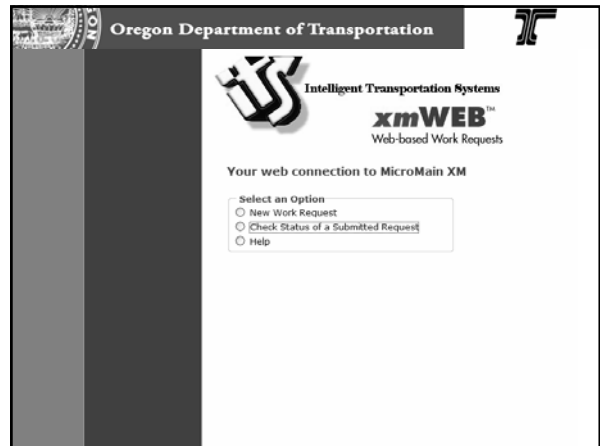 Oregon Department of Transportation
its
Intelligent Transportation Systems
xmWEB™
Web-based Work Requests
Your web connection to MicroMain XM
Select an Option
New Work Request
Check Status of a Submitted Request
Help